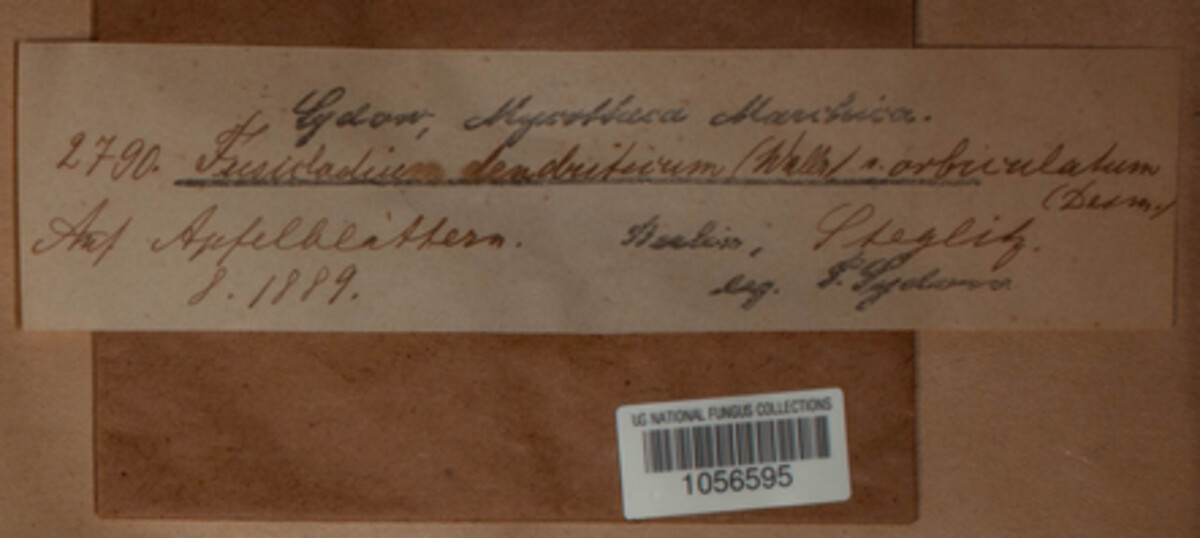 Sydow, Mycotheca Marchica.
2790. Fusicladium dendriticum (Wallr) v. orbiculatum
(Desm.)
Auf Apfelblättern. Berlin, Steglitz.
8. 1889. leg. P. Sydow
US NATIONAL FUNGUS COLLECTIONS
1056595